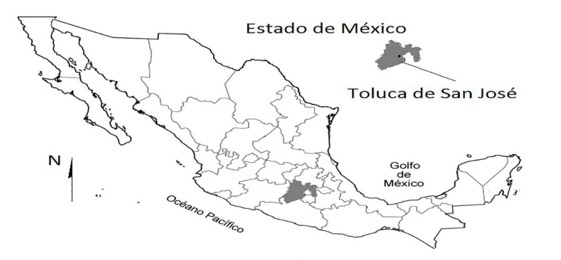 Estado de México
Toluca de San José
Golfo
de
México
N
Océano Pacífico